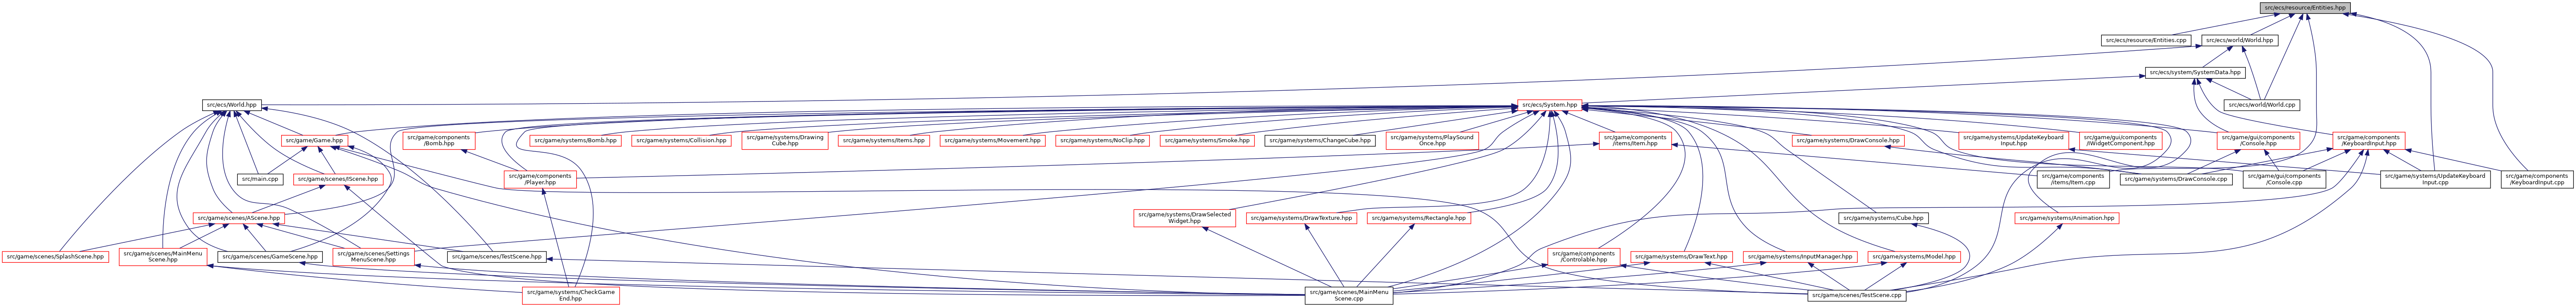 src/ecs/resource/Entities.hpp
src/ecs/resource/Entities.cpp
src/ecs/world/World.hpp
src/ecs/system/SystemData.hpp
src/ecs/World.hpp
src/ecs/System.hpp
src/ecs/world/World.cpp
src/game/Game.hpp
src/game/components
/Bomb.hpp
src/game/systems/Bomb.hpp
src/game/systems/Collision.hpp
src/game/systems/Drawing
Cube.hpp
src/game/systems/Items.hpp
src/game/systems/Movement.hpp
src/game/systems/NoClip.hpp
src/game/systems/Smoke.hpp
src/game/systems/ChangeCube.hpp
src/game/systems/PlaySound
Once.hpp
src/game/components
/items/Item.hpp
src/game/systems/DrawConsole.hpp
src/game/systems/UpdateKeyboard
Input.hpp
src/game/gui/components
/IWidgetComponent.hpp
src/game/gui/components
/Console.hpp
src/game/components
/KeyboardInput.hpp
src/main.cpp
src/game/scenes/IScene.hpp
src/game/components
/Player.hpp
src/game/components
/items/Item.cpp
src/game/systems/DrawConsole.cpp
src/game/gui/components
/Console.cpp
src/game/systems/UpdateKeyboard
Input.cpp
src/game/components
/KeyboardInput.cpp
src/game/scenes/AScene.hpp
src/game/systems/DrawSelected
Widget.hpp
src/game/systems/DrawTexture.hpp
src/game/systems/Rectangle.hpp
src/game/systems/Cube.hpp
src/game/systems/Animation.hpp
src/game/scenes/SplashScene.hpp
src/game/scenes/MainMenu
Scene.hpp
src/game/scenes/GameScene.hpp
src/game/scenes/Settings
MenuScene.hpp
src/game/scenes/TestScene.hpp
src/game/components
/Controlable.hpp
src/game/systems/DrawText.hpp
src/game/systems/InputManager.hpp
src/game/systems/Model.hpp
src/game/systems/CheckGame
End.hpp
src/game/scenes/MainMenu
Scene.cpp
src/game/scenes/TestScene.cpp